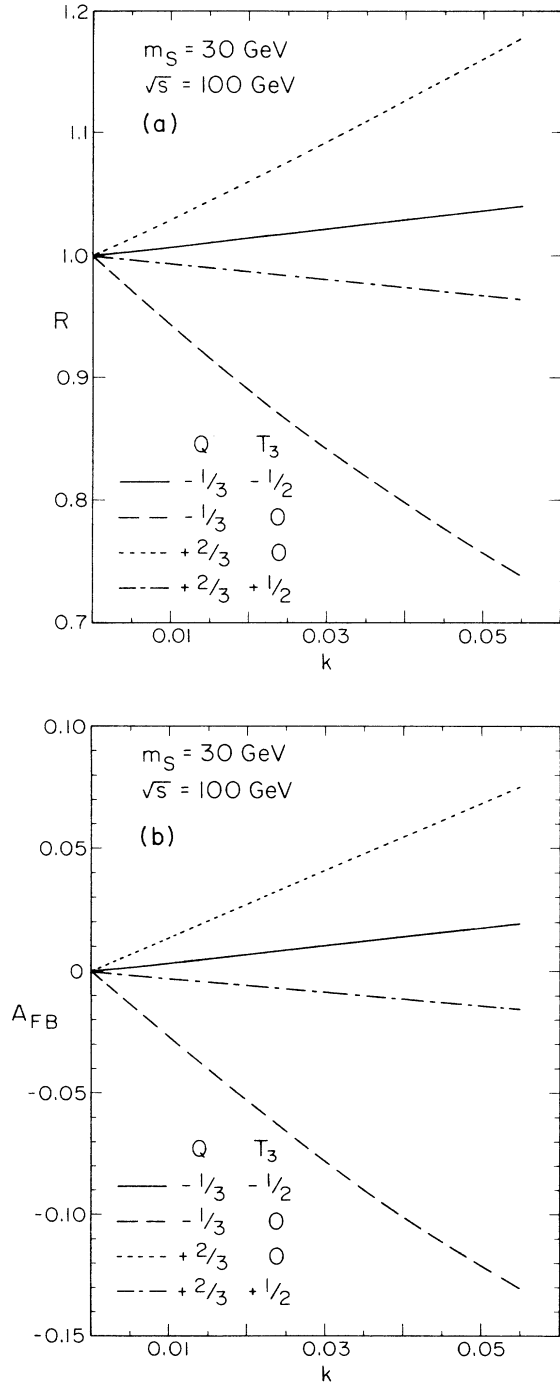 1.2
m_S = 30 GeV
√s = 100 GeV
(a)
1.1
1.0
R
0.9
Q T₃
− 1/3 − 1/2
− 1/3 0
+ 2/3 0
+ 2/3 + 1/2
0.8
0.7
0.01 0.03 0.05
k
0.10
m_S = 30 GeV
√s = 100 GeV
(b)
0.05
0
A_FB
-0.05
Q T₃
− 1/3 − 1/2
− 1/3 0
+ 2/3 0
+ 2/3 + 1/2
-0.10
-0.15
0.01 0.03 0.05
k